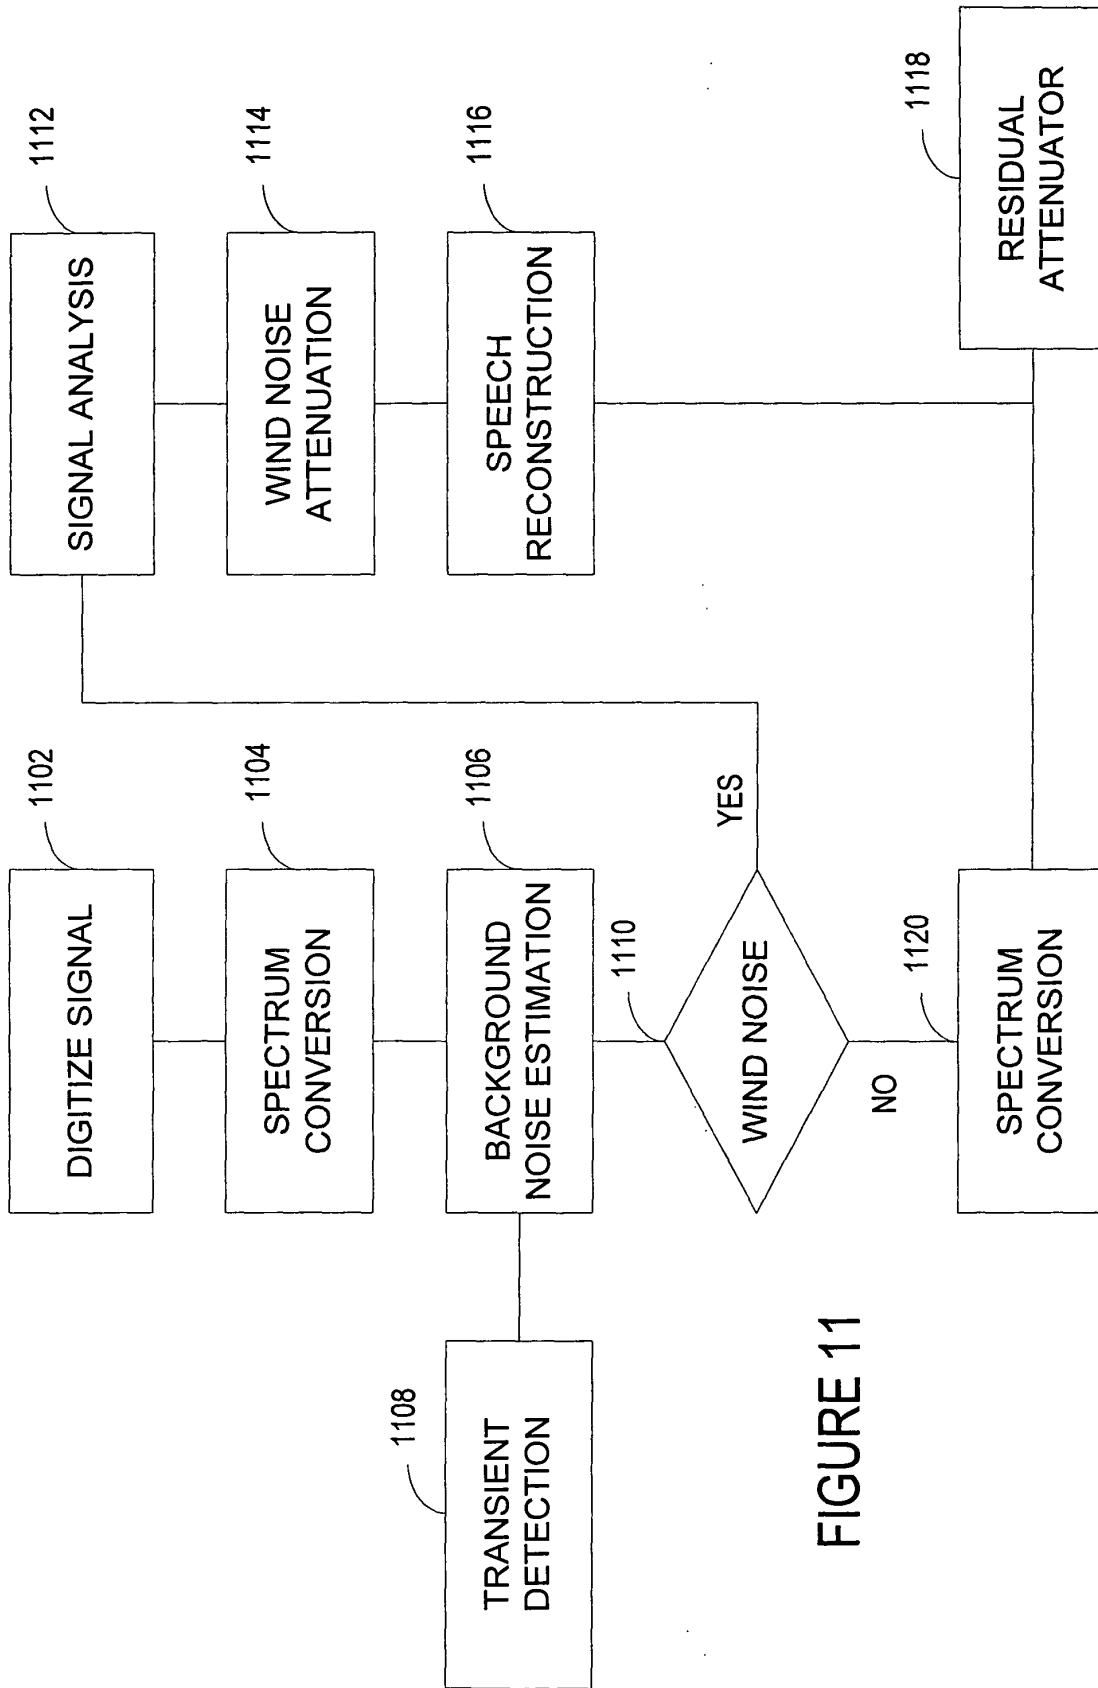 1102
DIGITIZE SIGNAL
1104
SPECTRUM
CONVERSION
1106
BACKGROUND
NOISE ESTIMATION
1108
TRANSIENT
DETECTION
1110
WIND NOISE
YES
NO
1112
SIGNAL ANALYSIS
1114
WIND NOISE
ATTENUATION
1116
SPEECH
RECONSTRUCTION
1118
RESIDUAL
ATTENUATOR
1120
SPECTRUM
CONVERSION
FIGURE 11